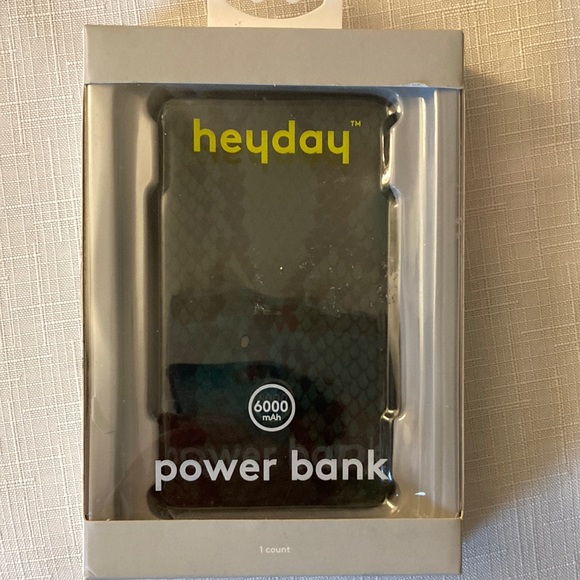 heyday™
6000
mAh
power bank
1 count